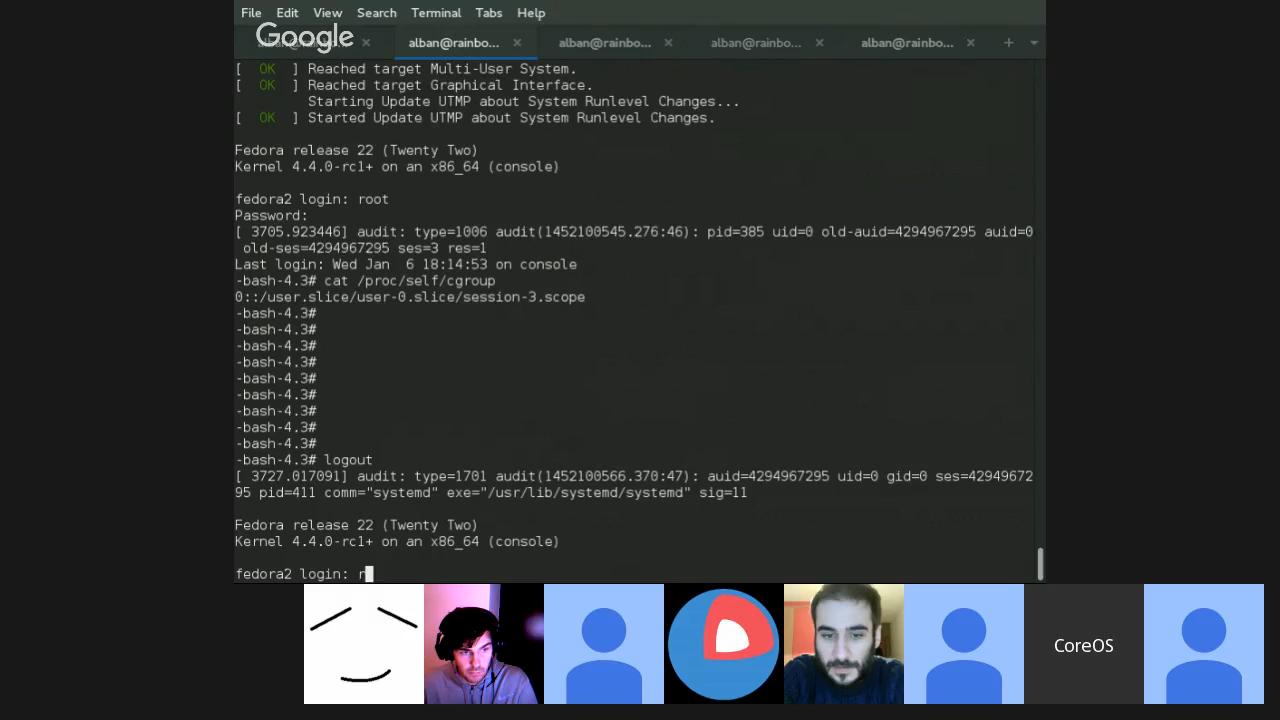 File Edit View Search Terminal Tabs Help
Google
alban@rainbo... × alban@rainbo... × alban@rainbo... × alban@rainbo... ×
[ OK ] Reached target Multi-User System.
[ OK ] Reached target Graphical Interface.
Starting Update UTMP about System Runlevel Changes...
[ OK ] Started Update UTMP about System Runlevel Changes.
Fedora release 22 (Twenty Two)
Kernel 4.4.0-rc1+ on an x86_64 (console)
fedora2 login: root
Password:
[ 3705.923446] audit: type=1006 audit(1452100545.276:46): pid=385 uid=0 old-auid=4294967295 auid=0
old-ses=4294967295 ses=3 res=1
Last login: Wed Jan  6 18:14:53 on console
-bash-4.3# cat /proc/self/cgroup
0::/user.slice/user-0.slice/session-3.scope
-bash-4.3#
-bash-4.3#
-bash-4.3#
-bash-4.3#
-bash-4.3#
-bash-4.3#
-bash-4.3#
-bash-4.3#
-bash-4.3#
-bash-4.3# logout
[ 3727.017091] audit: type=1701 audit(1452100566.370:47): auid=4294967295 uid=0 gid=0 ses=42949672
95 pid=411 comm="systemd" exe="/usr/lib/systemd/systemd" sig=11
Fedora release 22 (Twenty Two)
Kernel 4.4.0-rc1+ on an x86_64 (console)
fedora2 login: r
CoreOS